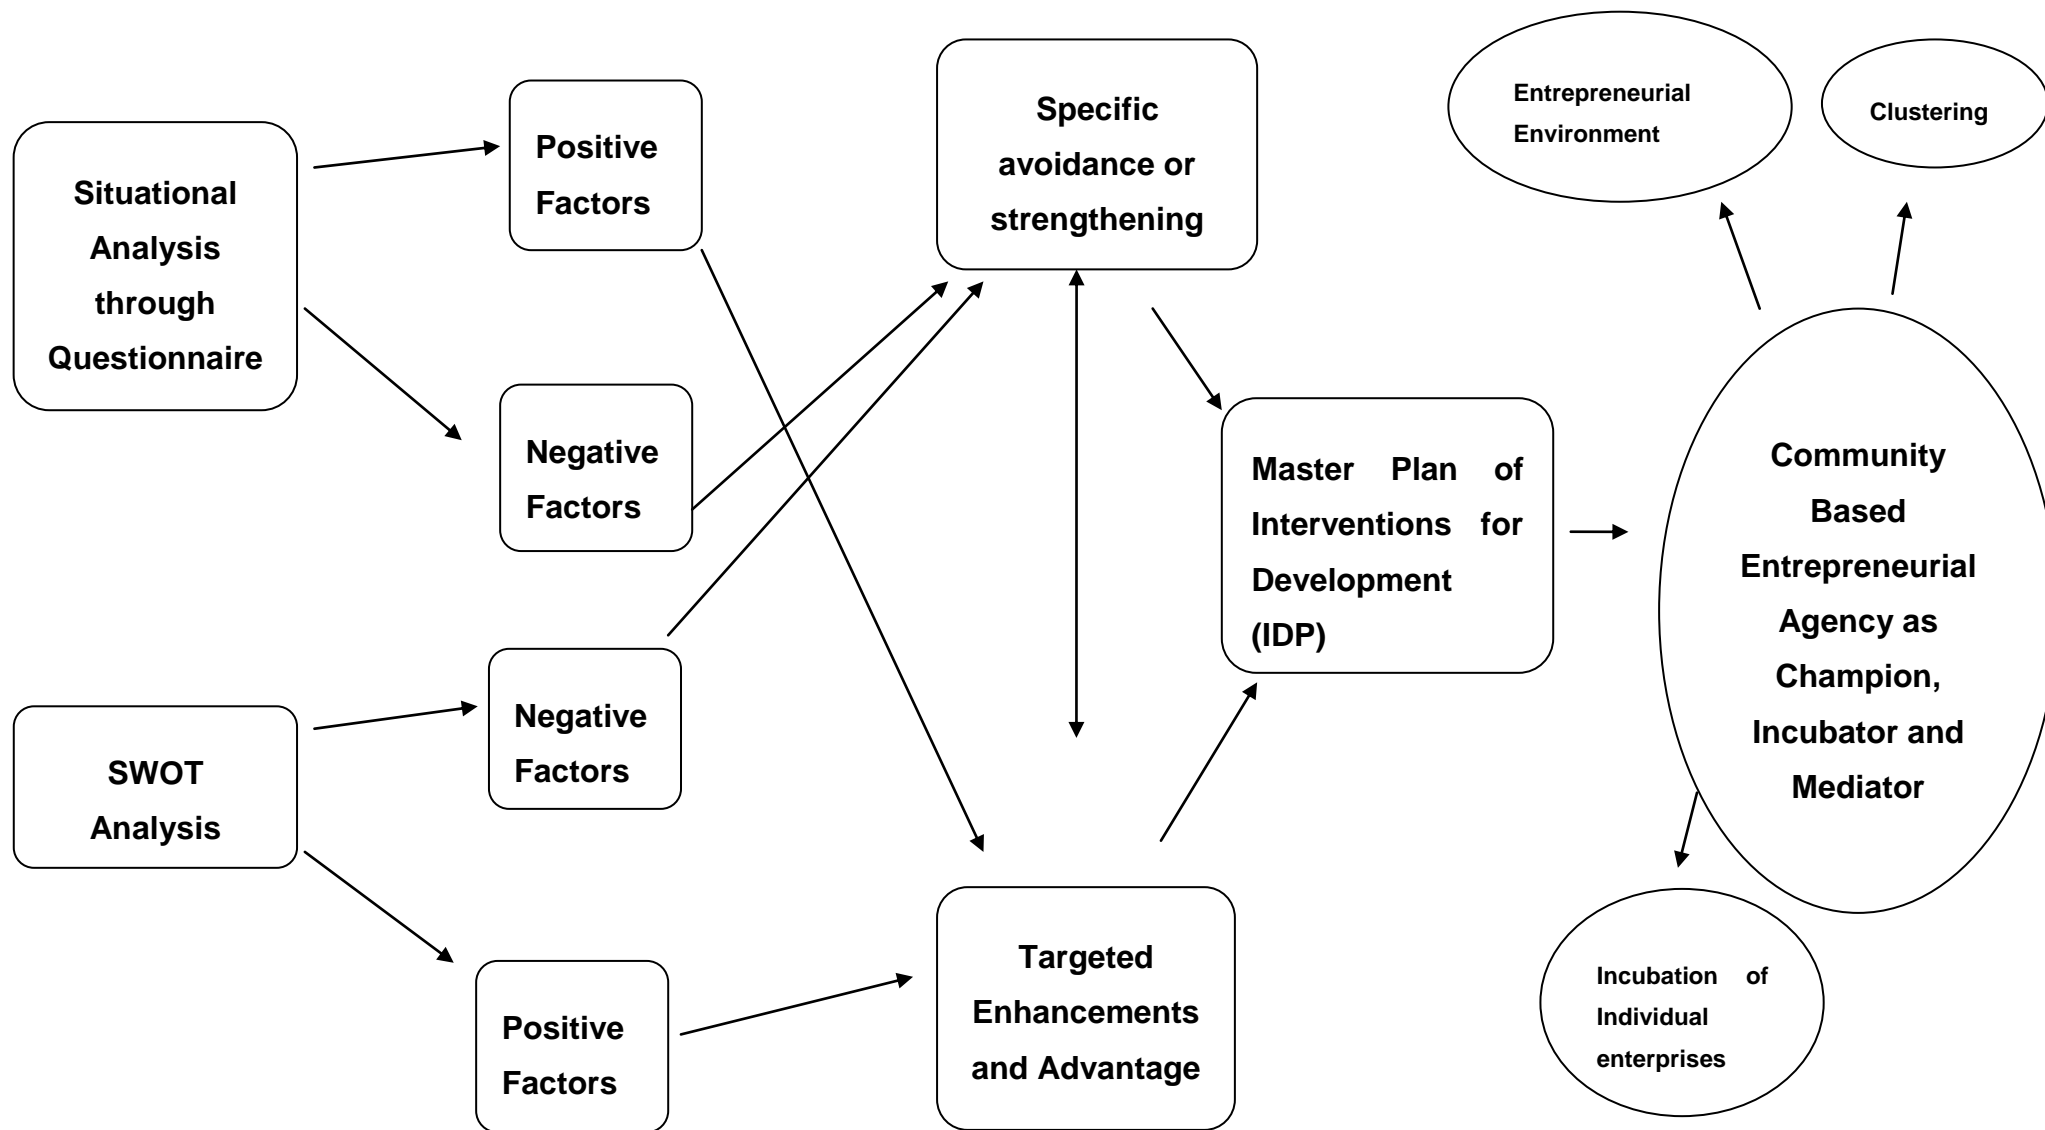 Situational
Analysis
through
Questionnaire
Positive
Factors
Negative
Factors
SWOT
Analysis
Negative
Factors
Positive
Factors
Specific
avoidance or
strengthening
Targeted
Enhancements
and Advantage
Master Plan of
Interventions for
Development
(IDP)
Entrepreneurial
Environment
Clustering
Community
Based
Entrepreneurial
Agency as
Champion,
Incubator and
Mediator
Incubation of
Individual
enterprises